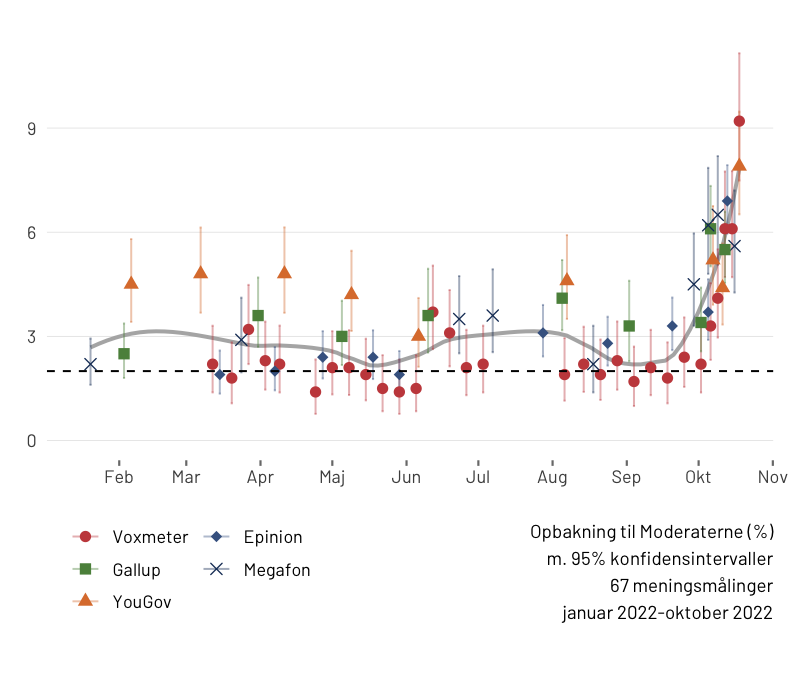 9
6
3
0
Feb Mar Apr Maj Jun Jul Aug Sep Okt Nov
Voxmeter Epinion
Gallup Megafon
YouGov
Opbakning til Moderaterne (%)
m. 95% konfidensintervaller
67 meningsmålinger
januar 2022-oktober 2022